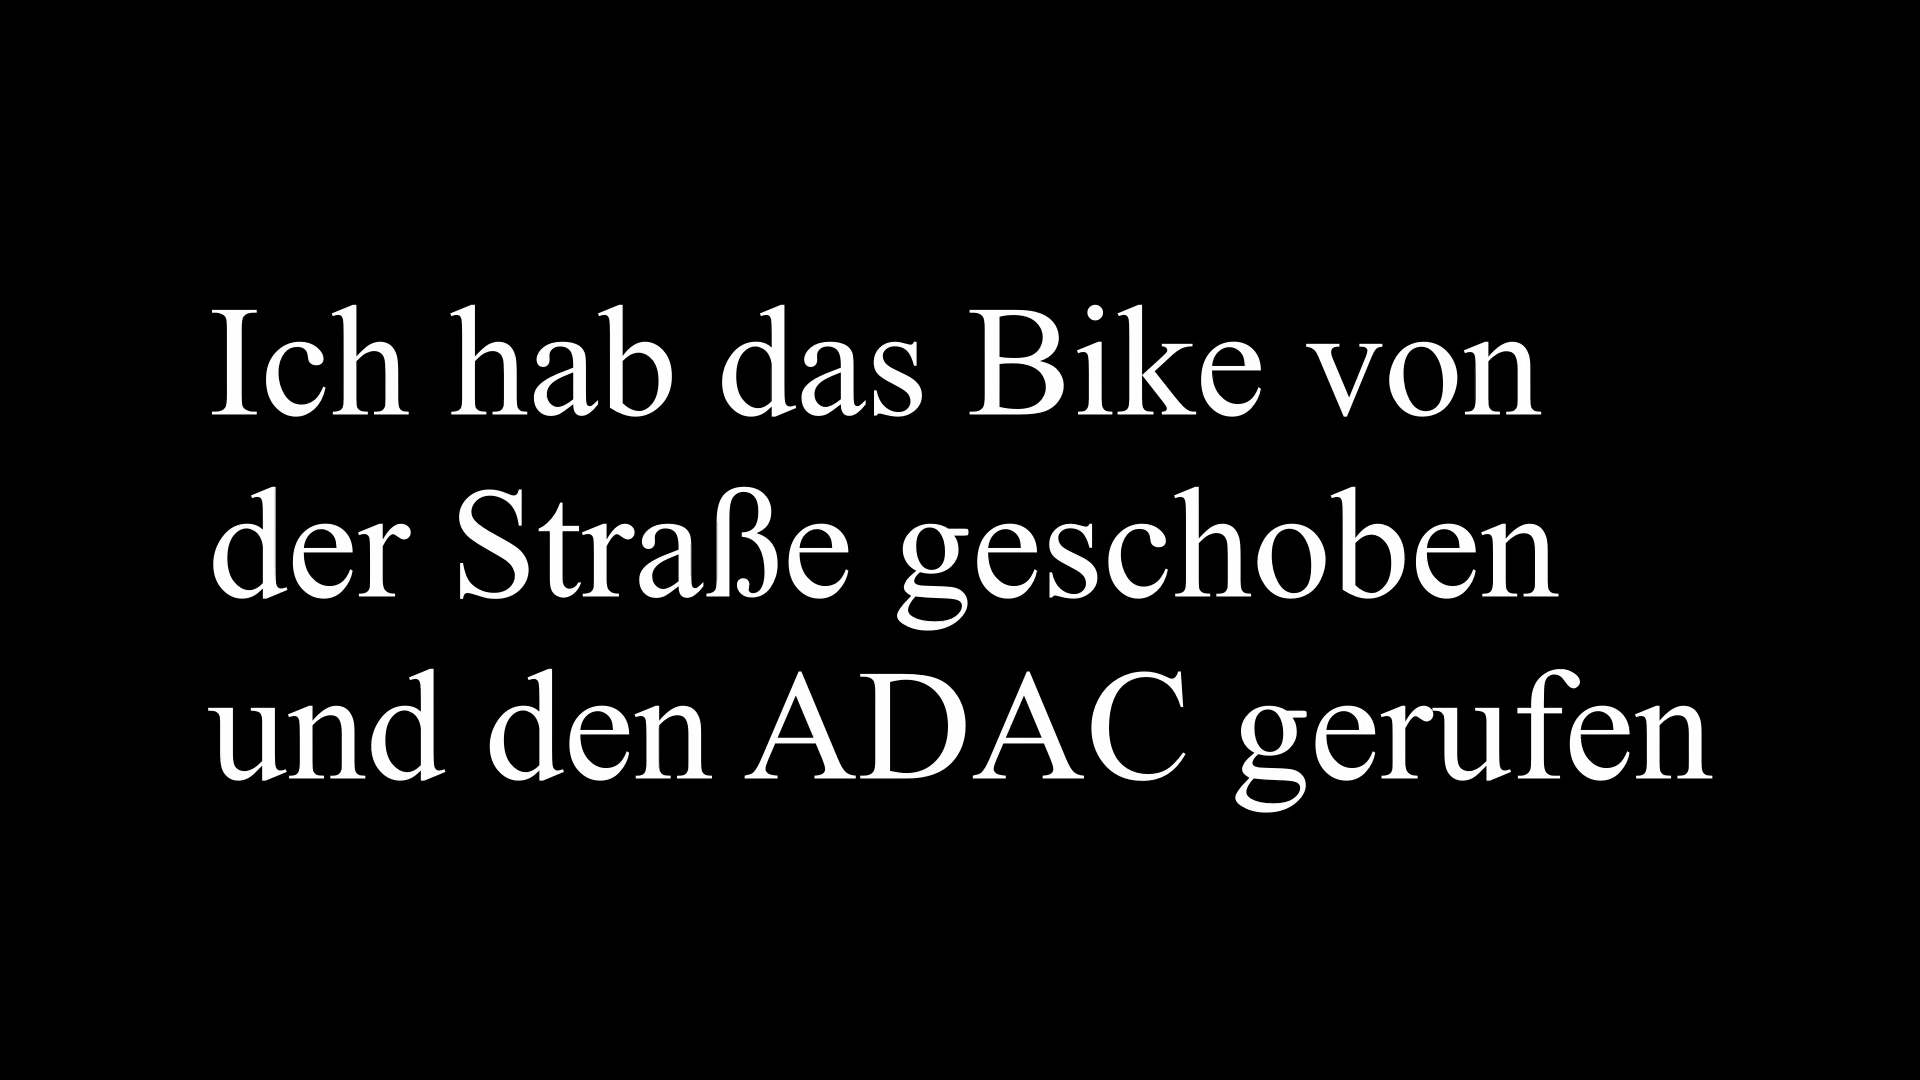 Ich hab das Bike von
der Straße geschoben
und den ADAC gerufen